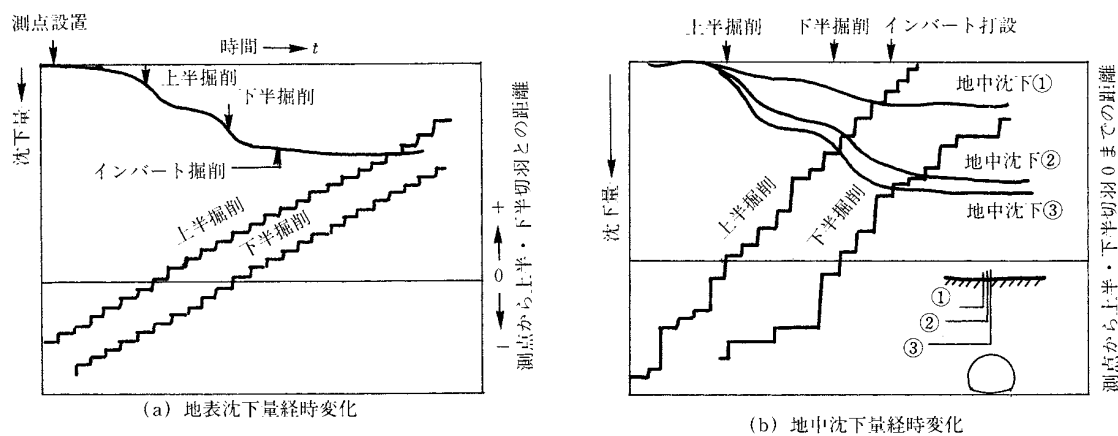 測点設置
時間 → t
沈下量
上半掘削
下半掘削
インバート掘削
上半掘削
下半掘削
測点から上半・下半切羽との距離
+
0
−
(a) 地表沈下量経時変化
上半掘削
下半掘削
インバート打設
沈下量
地中沈下①
地中沈下②
地中沈下③
上半掘削
下半掘削
①
②
③
測点から上半・下半切羽0までの距離
(b) 地中沈下量経時変化